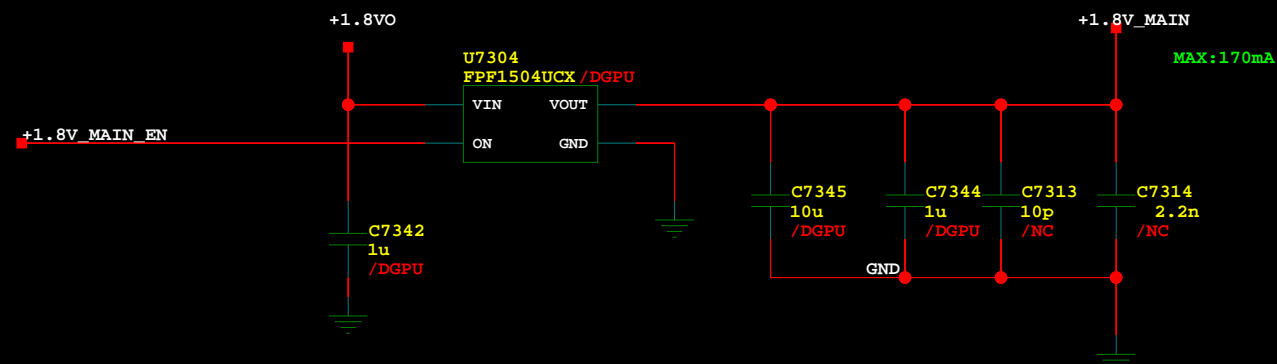 +1.8VO
+1.8V_MAIN
U7304
MAX:170mA
FPF1504UCX/DGPU
VIN VOUT
+1.8V_MAIN_EN
ON GND
C7345
10u
/DGPU
C7344
1u
/DGPU
C7313
10p
/NC
C7314
2.2n
/NC
C7342
1u
/DGPU
GND